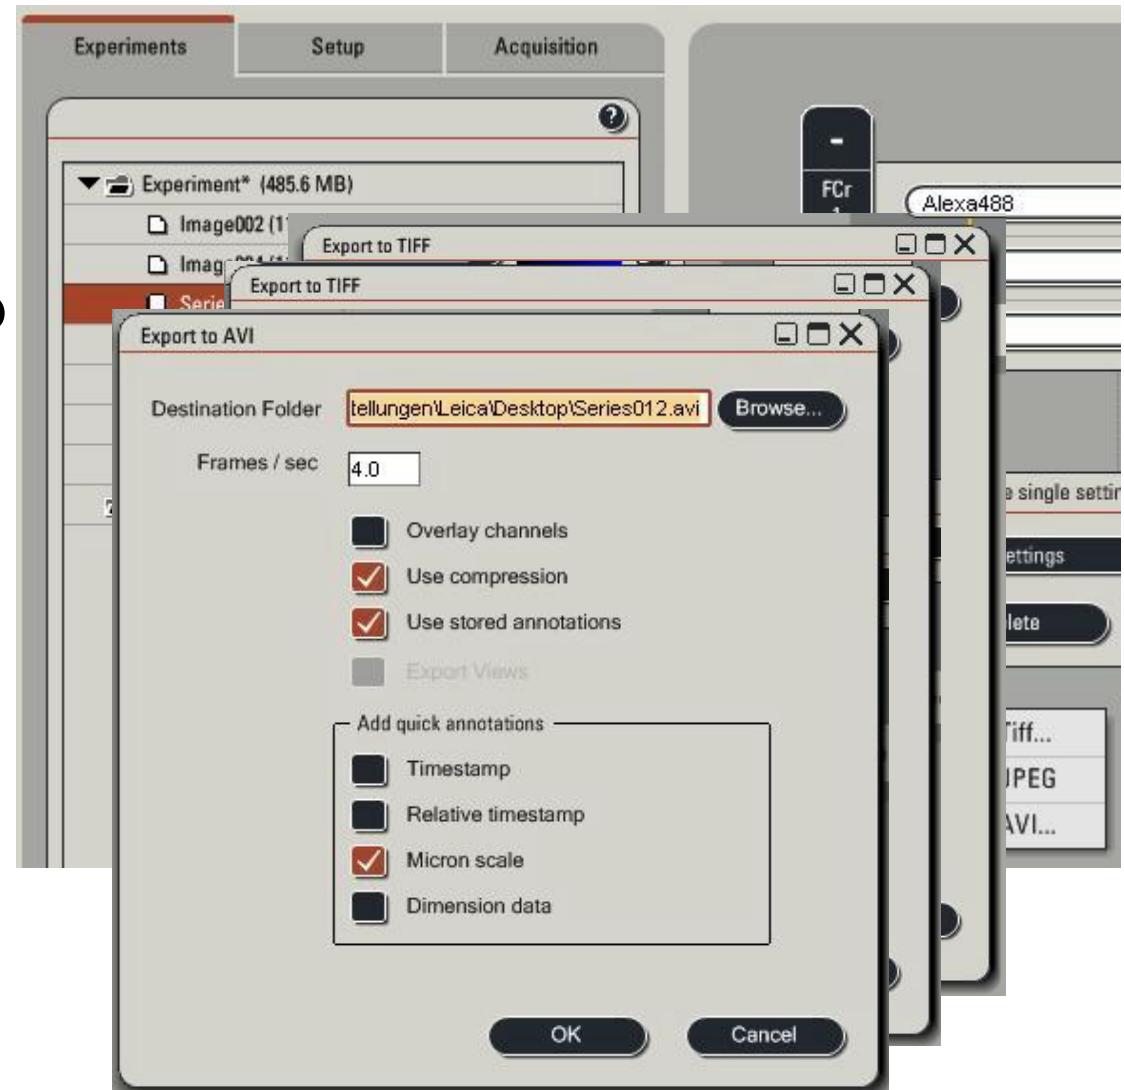 Experiments Setup Acquisition
Experiment* (485.6 MB)
FCr
Image002 (1
Alexa488
Export to TIFF
Imag
Export to TIFF
Serie
Export to AVI
Destination Folder tellungen\Leica\Desktop\Series012.avi Browse...
Frames / sec 4.0
e single settin
Overlay channels
ettings
Use compression
Use stored annotations
lete
Export Views
Add quick annotations
Tiff...
Timestamp
JPEG
Relative timestamp
AVI...
Micron scale
Dimension data
OK Cancel